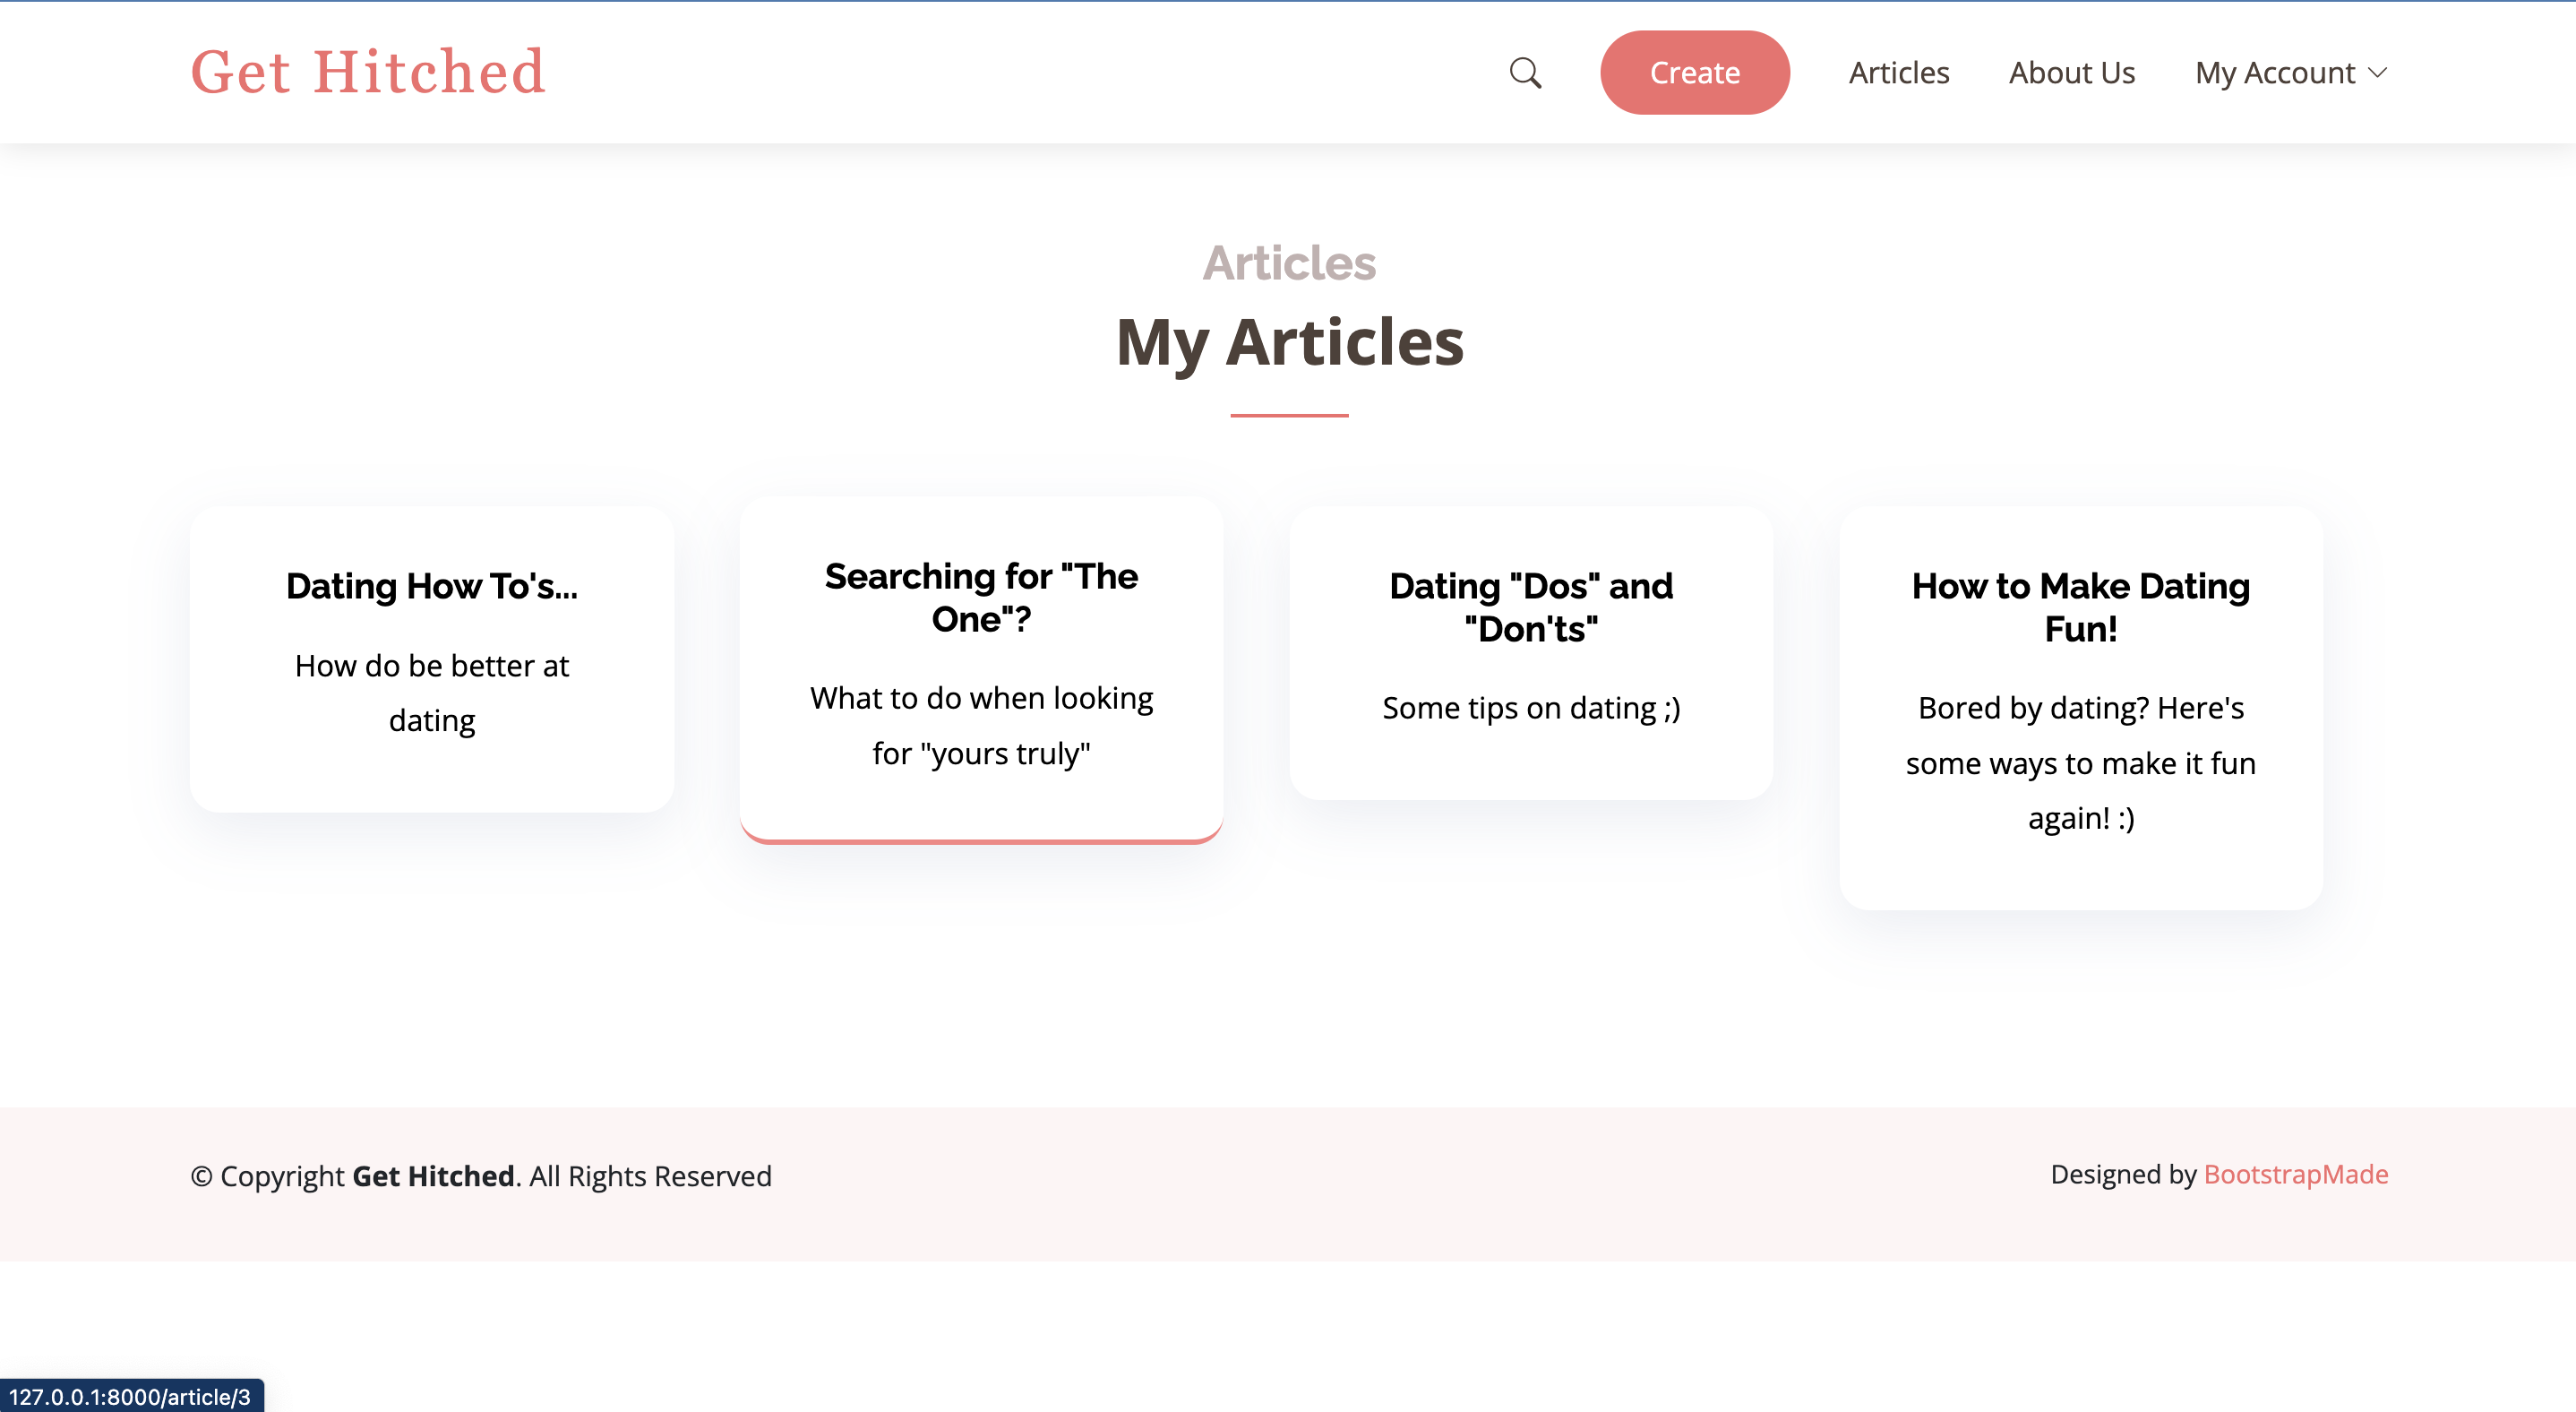 Get Hitched
Create
Articles
About Us
My Account
Articles
My Articles
Dating How To's...
How do be better at
dating
Searching for "The
One"?
What to do when looking
for "yours truly"
Dating "Dos" and
"Don'ts"
Some tips on dating ;)
How to Make Dating
Fun!
Bored by dating? Here's
some ways to make it fun
again! :)
© Copyright Get Hitched. All Rights Reserved
Designed by BootstrapMade
127.0.0.1:8000/article/3